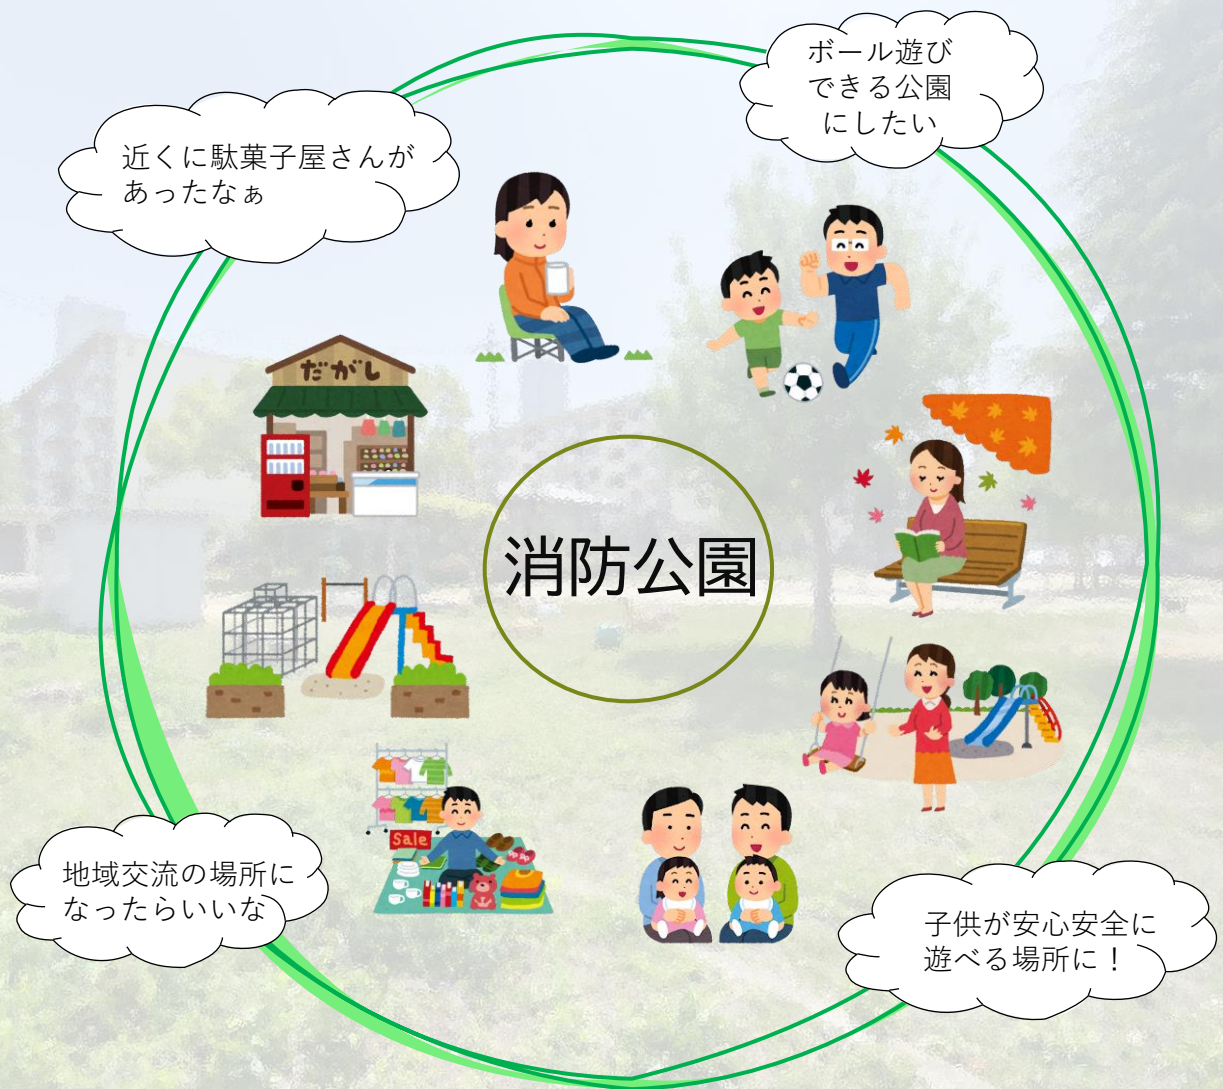 ボール遊び
できる公園
にしたい
近くに駄菓子屋さんが
あったなぁ
だがし
消防公園
Sale
地域交流の場所に
なったらいいな
子供が安心安全に
遊べる場所に！